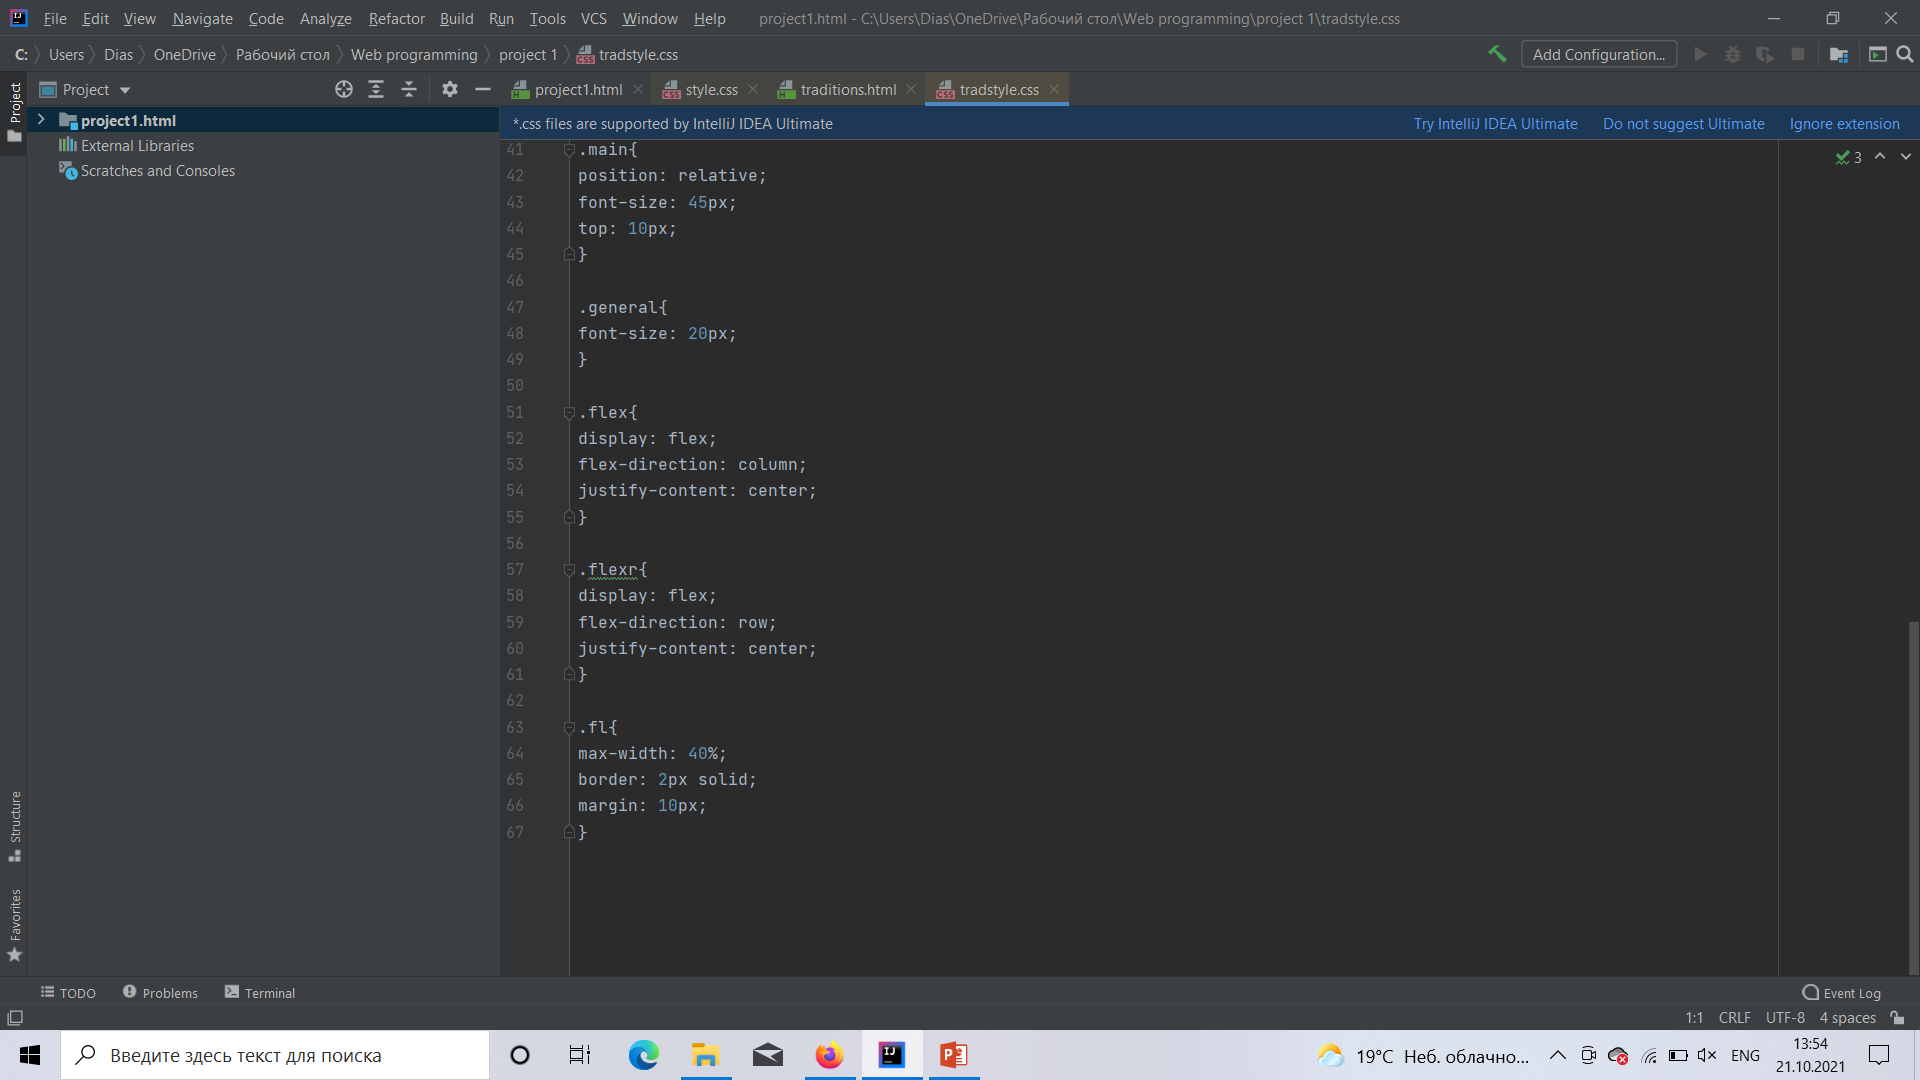 File Edit View Navigate Code Analyze Refactor Build Run Tools VCS Window Help project1.html - C:\Users\Dias\OneDrive\Рабочий стол\Web programming\project 1\tradstyle.css
C: Users Dias OneDrive Рабочий стол Web programming project 1 tradstyle.css Add Configuration...
Project project1.html style.css traditions.html tradstyle.css
Project
project1.html
External Libraries
Scratches and Consoles
*.css files are supported by IntelliJ IDEA Ultimate Try IntelliJ IDEA Ultimate Do not suggest Ultimate Ignore extension
3
41 .main{
42 position: relative;
43 font-size: 45px;
44 top: 10px;
45 }
46
47 .general{
48 font-size: 20px;
49 }
50
51 .flex{
52 display: flex;
53 flex-direction: column;
54 justify-content: center;
55 }
56
57 .flexr{
58 display: flex;
59 flex-direction: row;
60 justify-content: center;
61 }
62
63 .fl{
64 max-width: 40%;
65 border: 2px solid;
66 margin: 10px;
67 }
Structure
Favorites
TODO Problems Terminal Event Log
1:1 CRLF UTF-8 4 spaces
Введите здесь текст для поиска 19°C Неб. облачно... ENG 13:54
21.10.2021